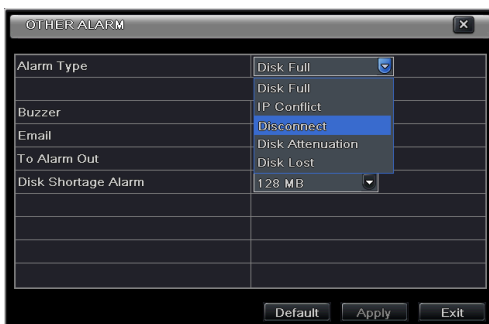 OTHER ALARM
Alarm Type
Disk Full
Disk Full
IP Conflict
Buzzer
Disconnect
Email
Disk Attenuation
To Alarm Out
Disk Lost
Disk Shortage Alarm
128 MB
Default
Apply
Exit